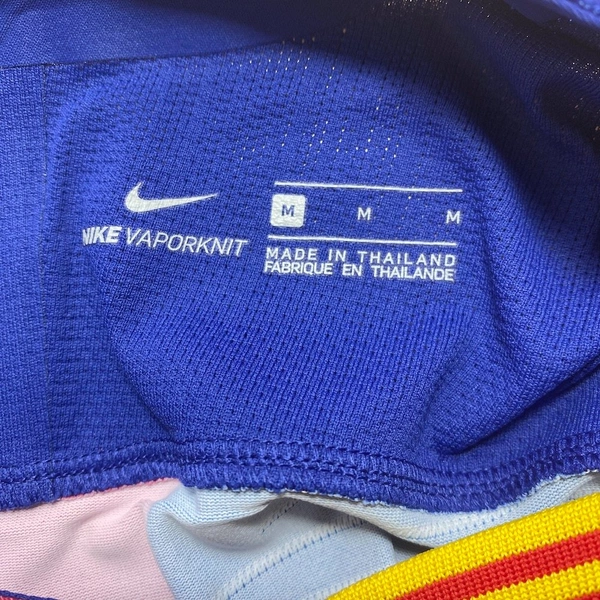 NIKE VAPORKNIT
M M M
MADE IN THAILAND
FABRIQUE EN THAILANDE